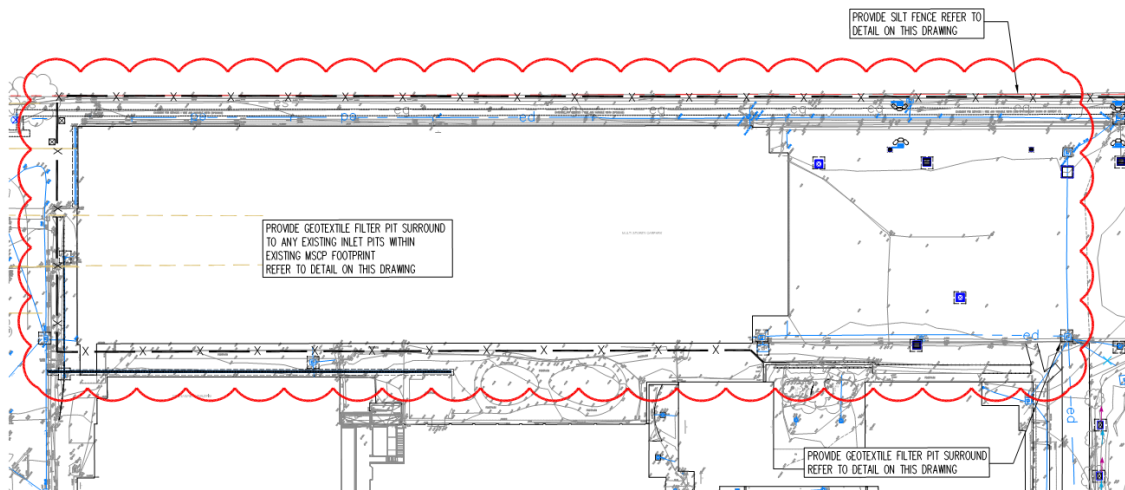 PROVIDE SILT FENCE REFER TO
DETAIL ON THIS DRAWING
PROVIDE GEOTEXTILE FILTER PIT SURROUND
TO ANY EXISTING INLET PITS WITHIN
EXISTING MSCP FOOTPRINT
REFER TO DETAIL ON THIS DRAWING
PROVIDE GEOTEXTILE FILTER PIT SURROUND
REFER TO DETAIL ON THIS DRAWING